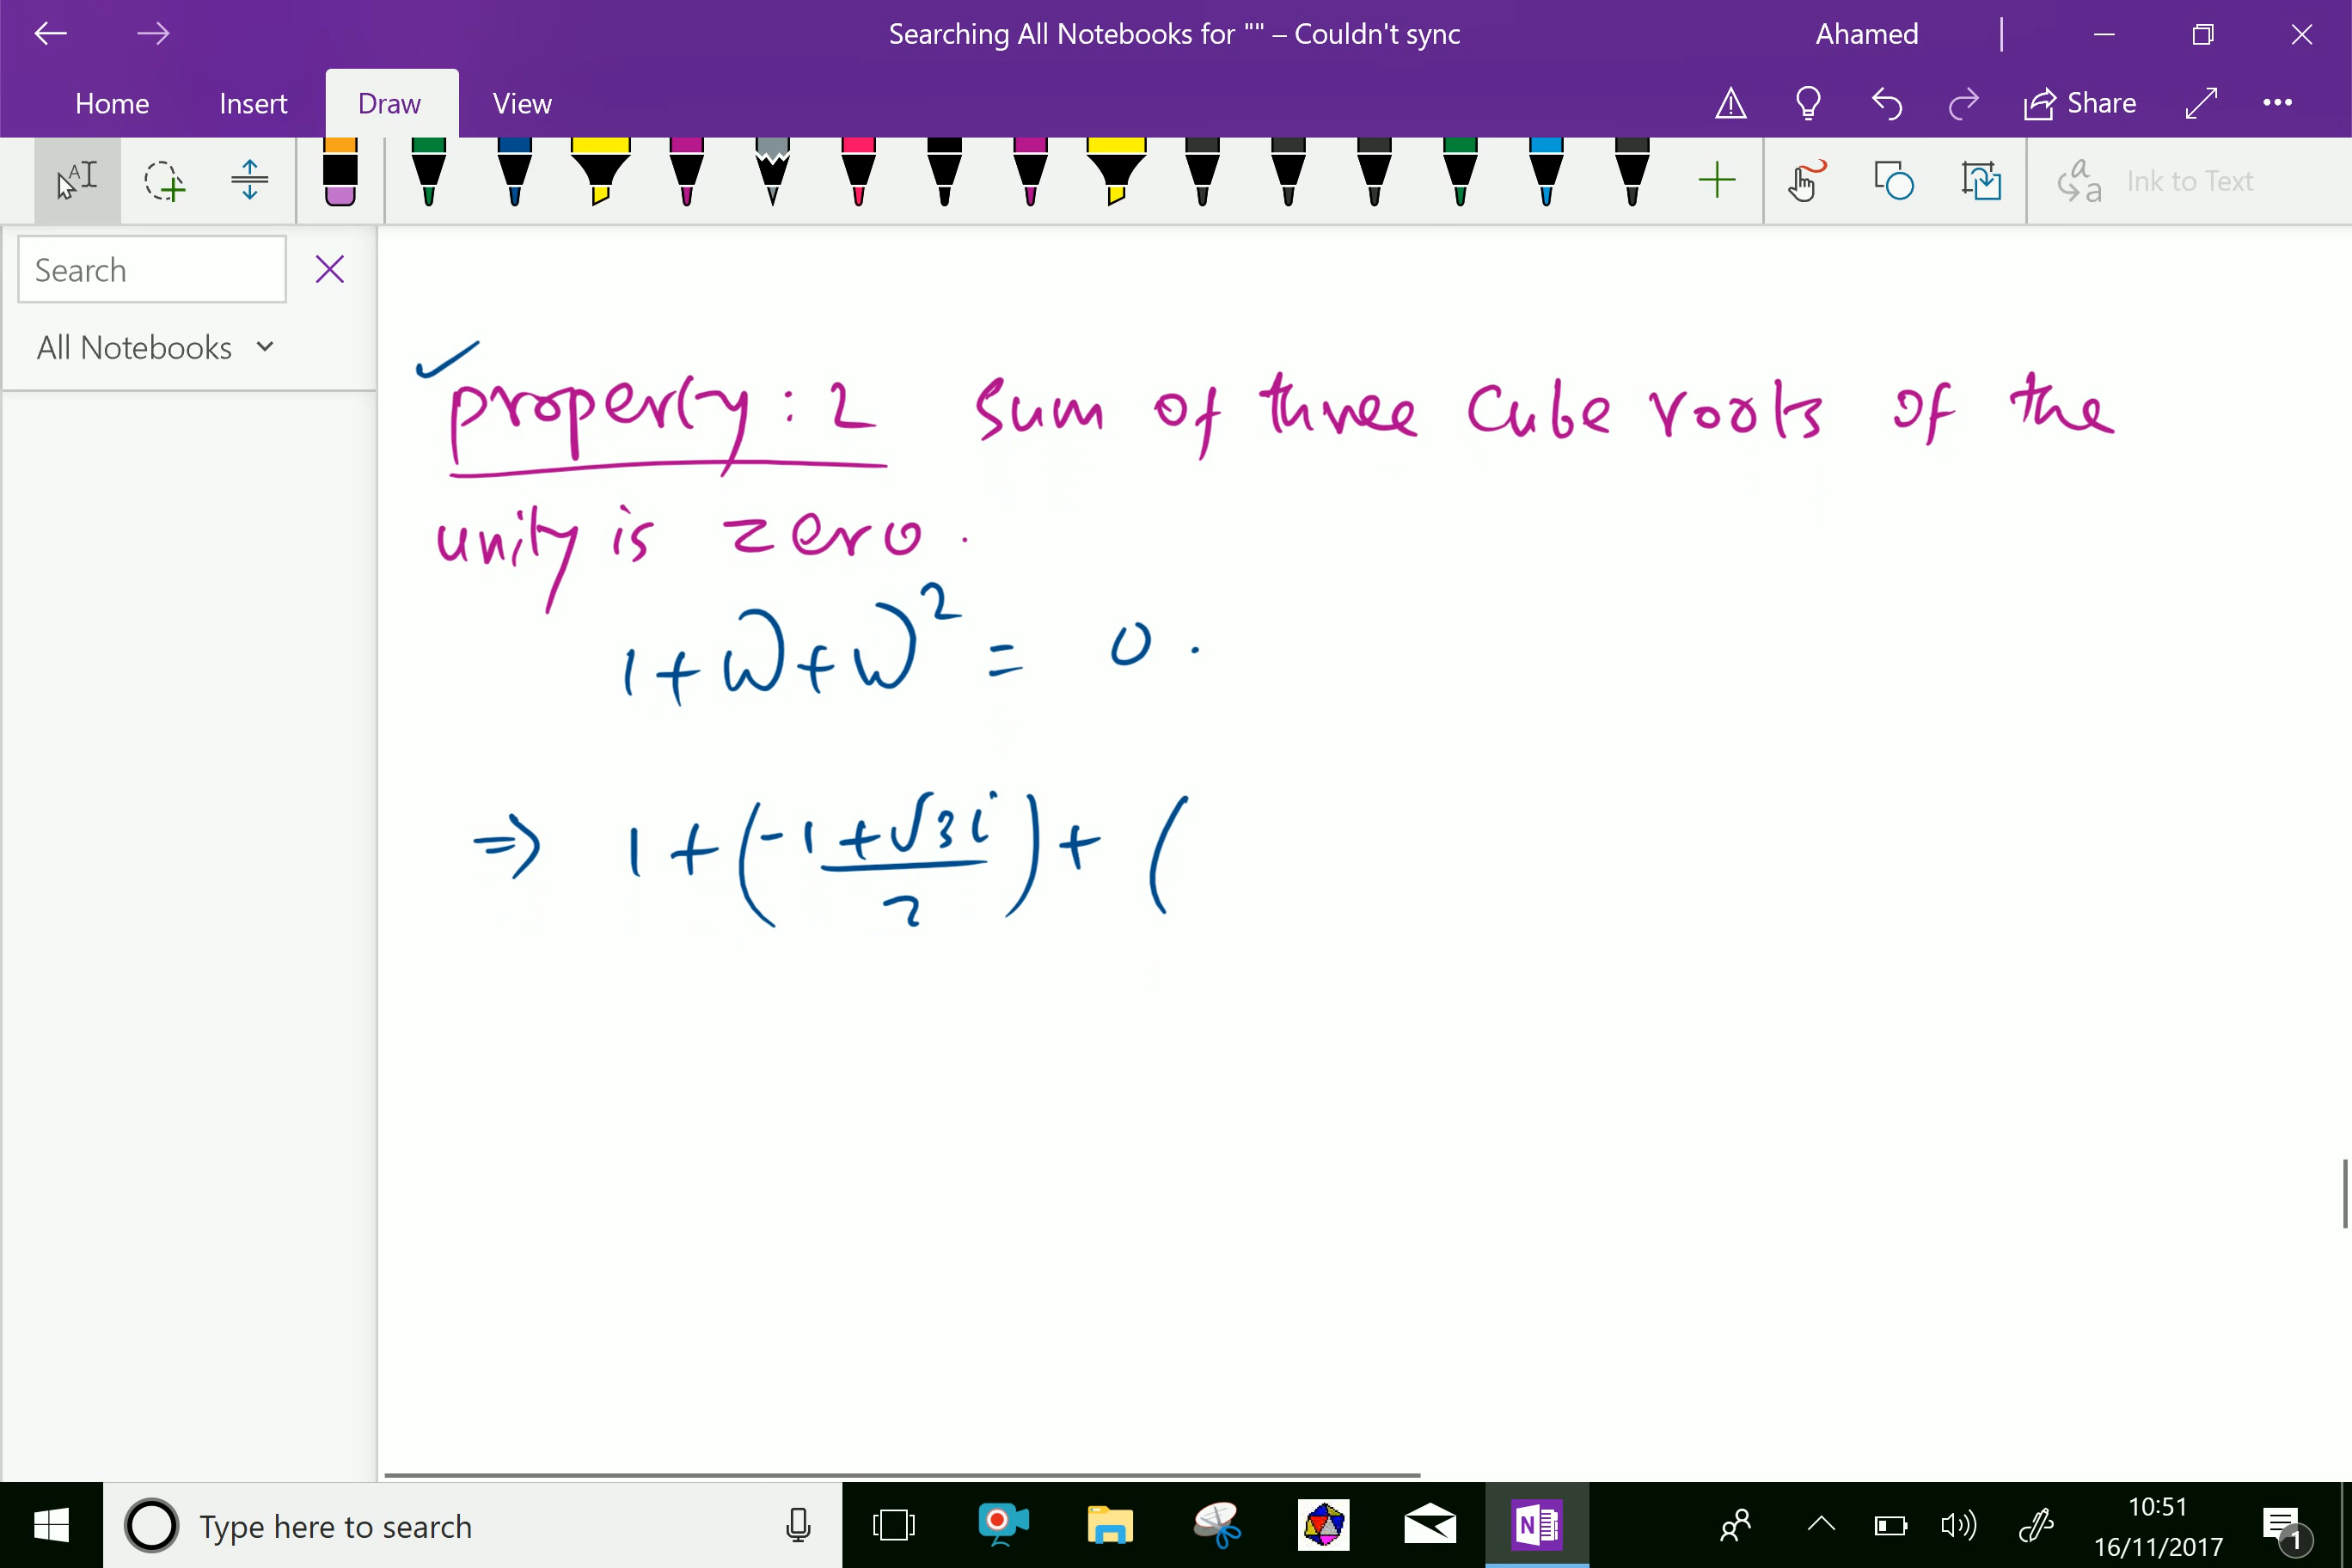 Searching All Notebooks for "" – Couldn't sync
Ahamed
Home Insert Draw View
Share
Ink to Text
Search
All Notebooks
property : 2 Sum of three Cube roots of the
unity is zero .
1+ω+ω² = 0 .
⇒ 1+(-1+√3i/2)+(
Type here to search
10:51
16/11/2017
1